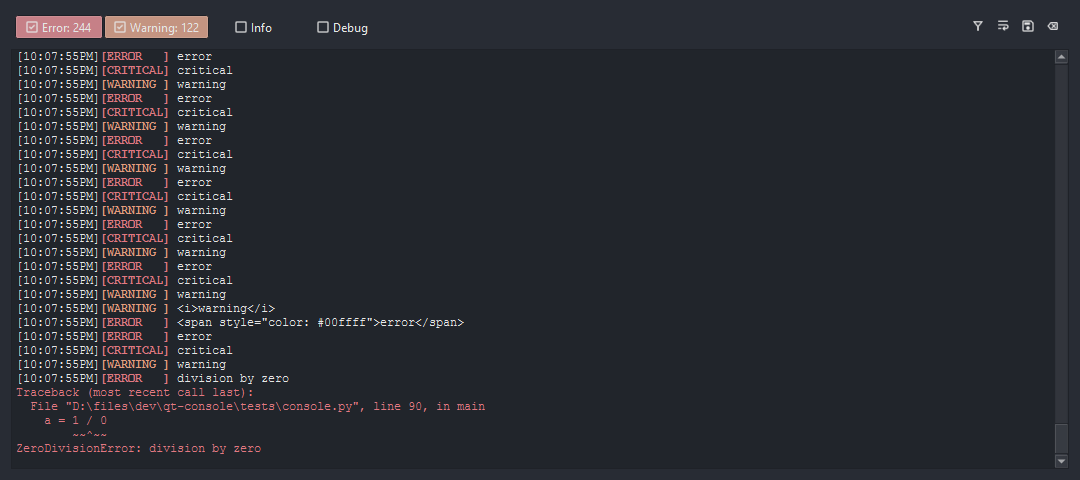 Error: 244 Warning: 122 Info Debug
[10:07:55PM][ERROR   ] error
[10:07:55PM][CRITICAL] critical
[10:07:55PM][WARNING ] warning
[10:07:55PM][ERROR   ] error
[10:07:55PM][CRITICAL] critical
[10:07:55PM][WARNING ] warning
[10:07:55PM][ERROR   ] error
[10:07:55PM][CRITICAL] critical
[10:07:55PM][WARNING ] warning
[10:07:55PM][ERROR   ] error
[10:07:55PM][CRITICAL] critical
[10:07:55PM][WARNING ] warning
[10:07:55PM][ERROR   ] error
[10:07:55PM][CRITICAL] critical
[10:07:55PM][WARNING ] warning
[10:07:55PM][ERROR   ] error
[10:07:55PM][CRITICAL] critical
[10:07:55PM][WARNING ] warning
[10:07:55PM][WARNING ] <i>warning</i>
[10:07:55PM][ERROR   ] <span style="color: #00ffff">error</span>
[10:07:55PM][ERROR   ] error
[10:07:55PM][CRITICAL] critical
[10:07:55PM][WARNING ] warning
[10:07:55PM][ERROR   ] division by zero
Traceback (most recent call last):
  File "D:\files\dev\qt-console\tests\console.py", line 90, in main
    a = 1 / 0
        ~~^~~
ZeroDivisionError: division by zero